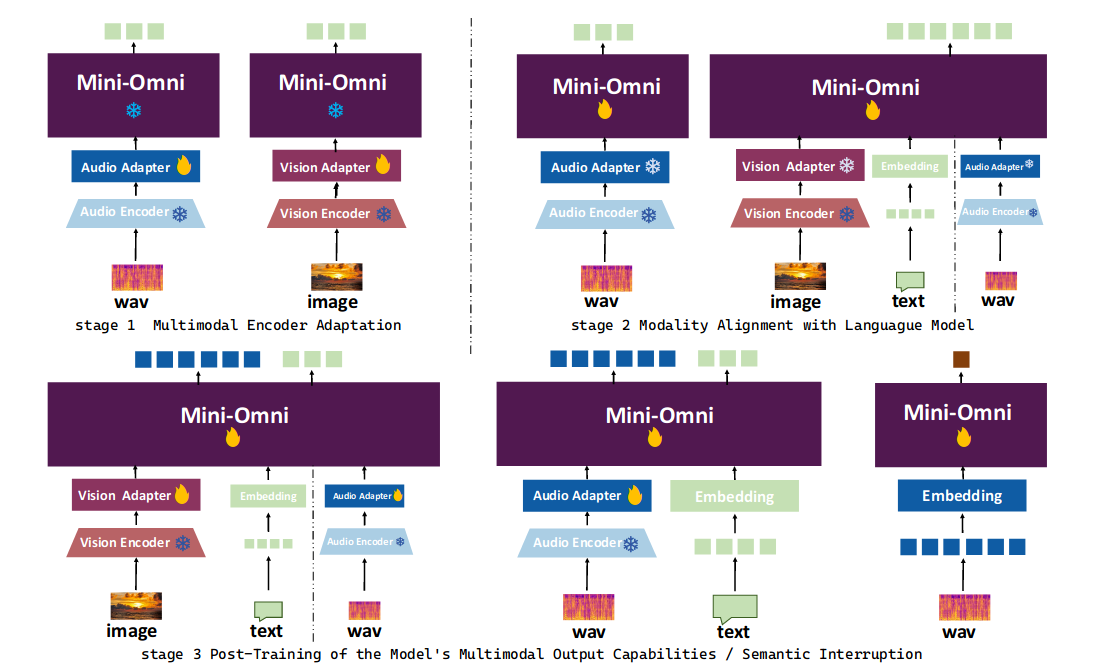 Mini-Omni
Audio Adapter
Audio Encoder
wav
Mini-Omni
Vision Adapter
Vision Encoder
image
stage 1 Multimodal Encoder Adaptation
Mini-Omni
Audio Adapter
Audio Encoder
wav
Mini-Omni
Vision Adapter
Embedding
Audio Adapter
Vision Encoder
Audio Encoder
image
text
wav
stage 2 Modality Alignment with Languague Model
Mini-Omni
Vision Adapter
Embedding
Audio Adapter
Vision Encoder
Audio Encoder
image
text
wav
Mini-Omni
Audio Adapter
Embedding
Audio Encoder
wav
text
Mini-Omni
Embedding
wav
stage 3 Post-Training of the Model's Multimodal Output Capabilities / Semantic Interruption